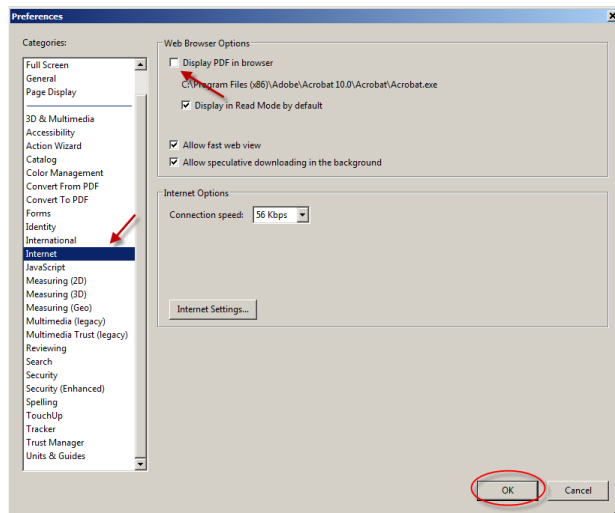 Preferences
Categories:
Full Screen
General
Page Display
3D & Multimedia
Accessibility
Action Wizard
Catalog
Color Management
Convert From PDF
Convert To PDF
Forms
Identity
International
Internet
JavaScript
Measuring (2D)
Measuring (3D)
Measuring (Geo)
Multimedia (legacy)
Multimedia Trust (legacy)
Reviewing
Search
Security
Security (Enhanced)
Spelling
TouchUp
Tracker
Trust Manager
Units & Guides
Web Browser Options
Display PDF in browser
C:\Program Files (x86)\Adobe\Acrobat 10.0\Acrobat\Acrobat.exe
Display in Read Mode by default
Allow fast web view
Allow speculative downloading in the background
Internet Options
Connection speed: 56 Kbps
Internet Settings...
OK Cancel